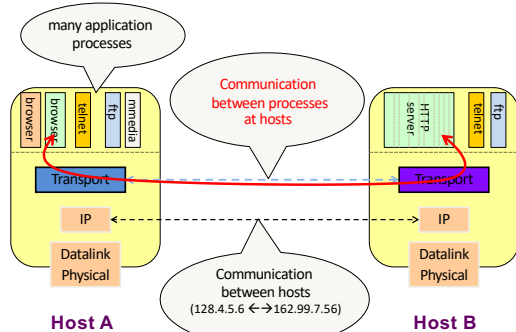 many application
processes
browser
browser
telnet
ftp
mmedia
Communication
between processes
at hosts
HTTP
server
telnet
ftp
Transport
Transport
IP
IP
Datalink
Physical
Datalink
Physical
Communication
between hosts
(128.4.5.6 ←→162.99.7.56)
Host A
Host B